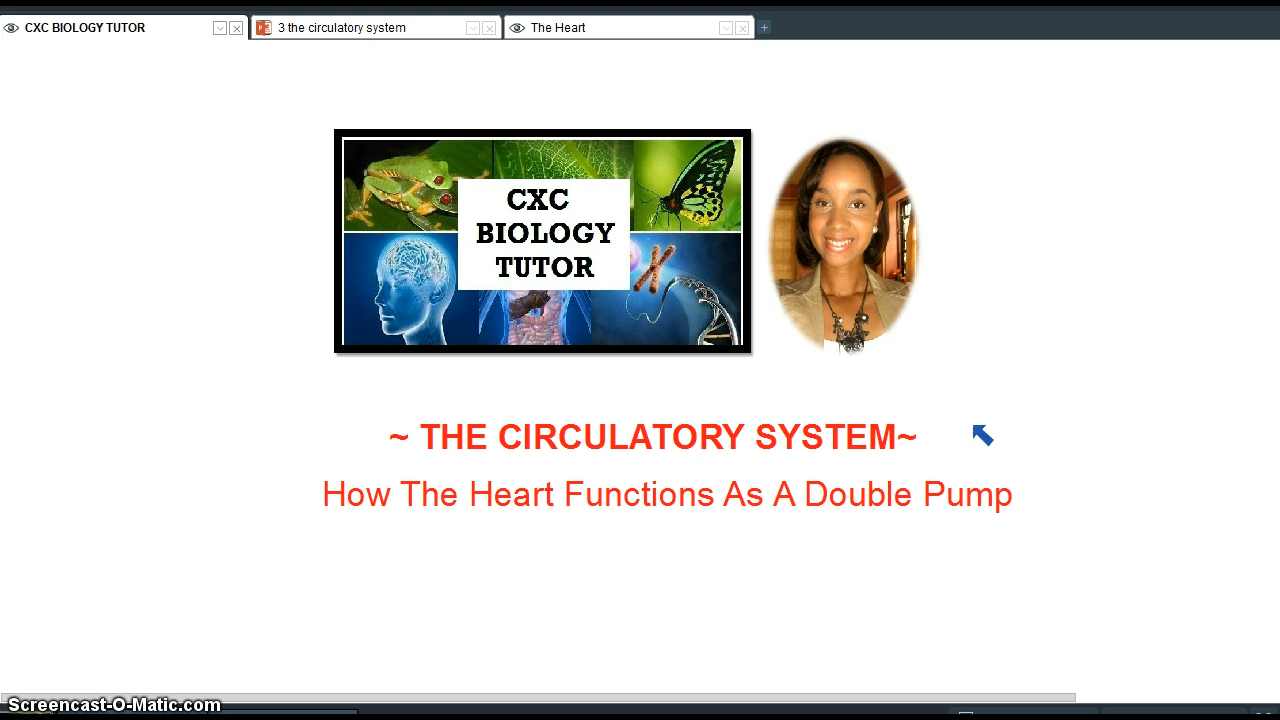 CXC BIOLOGY TUTOR
3 the circulatory system
The Heart
CXC
BIOLOGY
TUTOR
~ THE CIRCULATORY SYSTEM~
How The Heart Functions As A Double Pump
Screencast-O-Matic.com